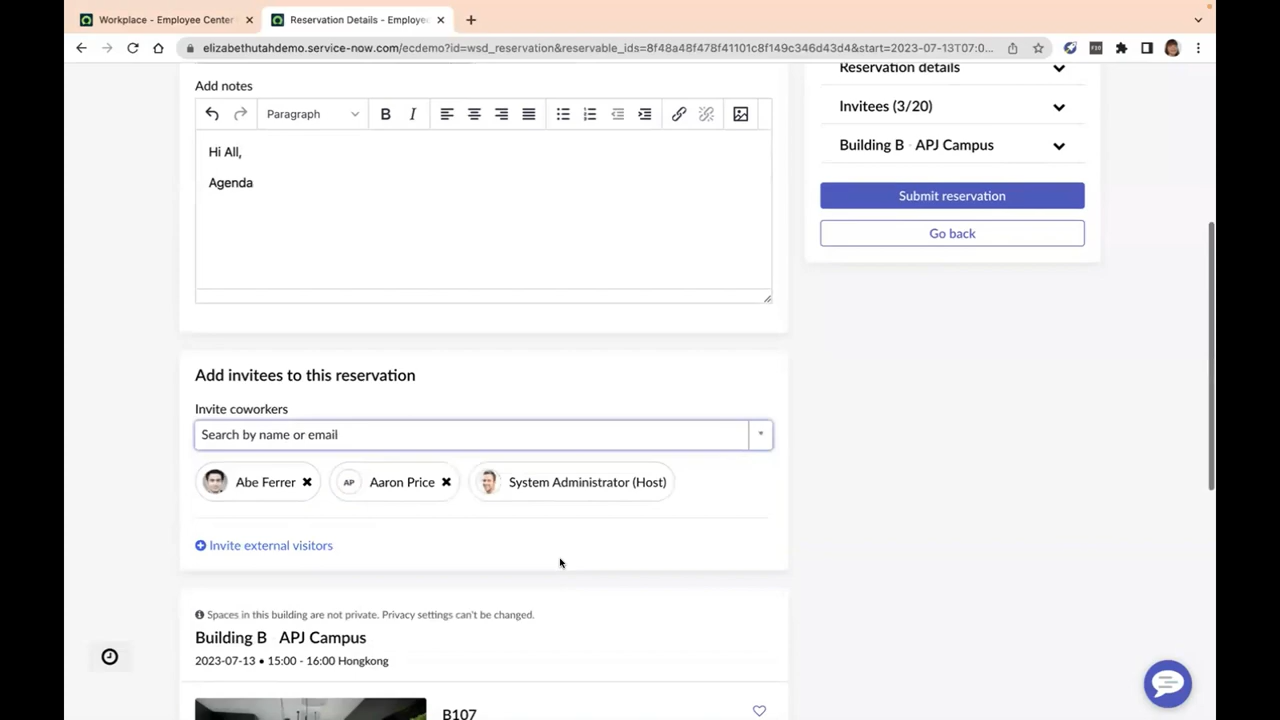 Workplace - Employee Center
Reservation Details - Employe
elizabethutahdemo.service-now.com/ecdemo?id=wsd_reservation&reservable_ids=8f48a48f478f41101c8f149c346d43d4&start=2023-07-13T07:0...
Add notes
Paragraph
B I
Hi All,
Agenda
Reservation details
Invitees (3/20)
Building B - APJ Campus
Submit reservation
Go back
Add invitees to this reservation
Invite coworkers
Search by name or email
Abe Ferrer
AP Aaron Price
System Administrator (Host)
Invite external visitors
Spaces in this building are not private. Privacy settings can't be changed.
Building B APJ Campus
2023-07-13 • 15:00 - 16:00 Hongkong
B107